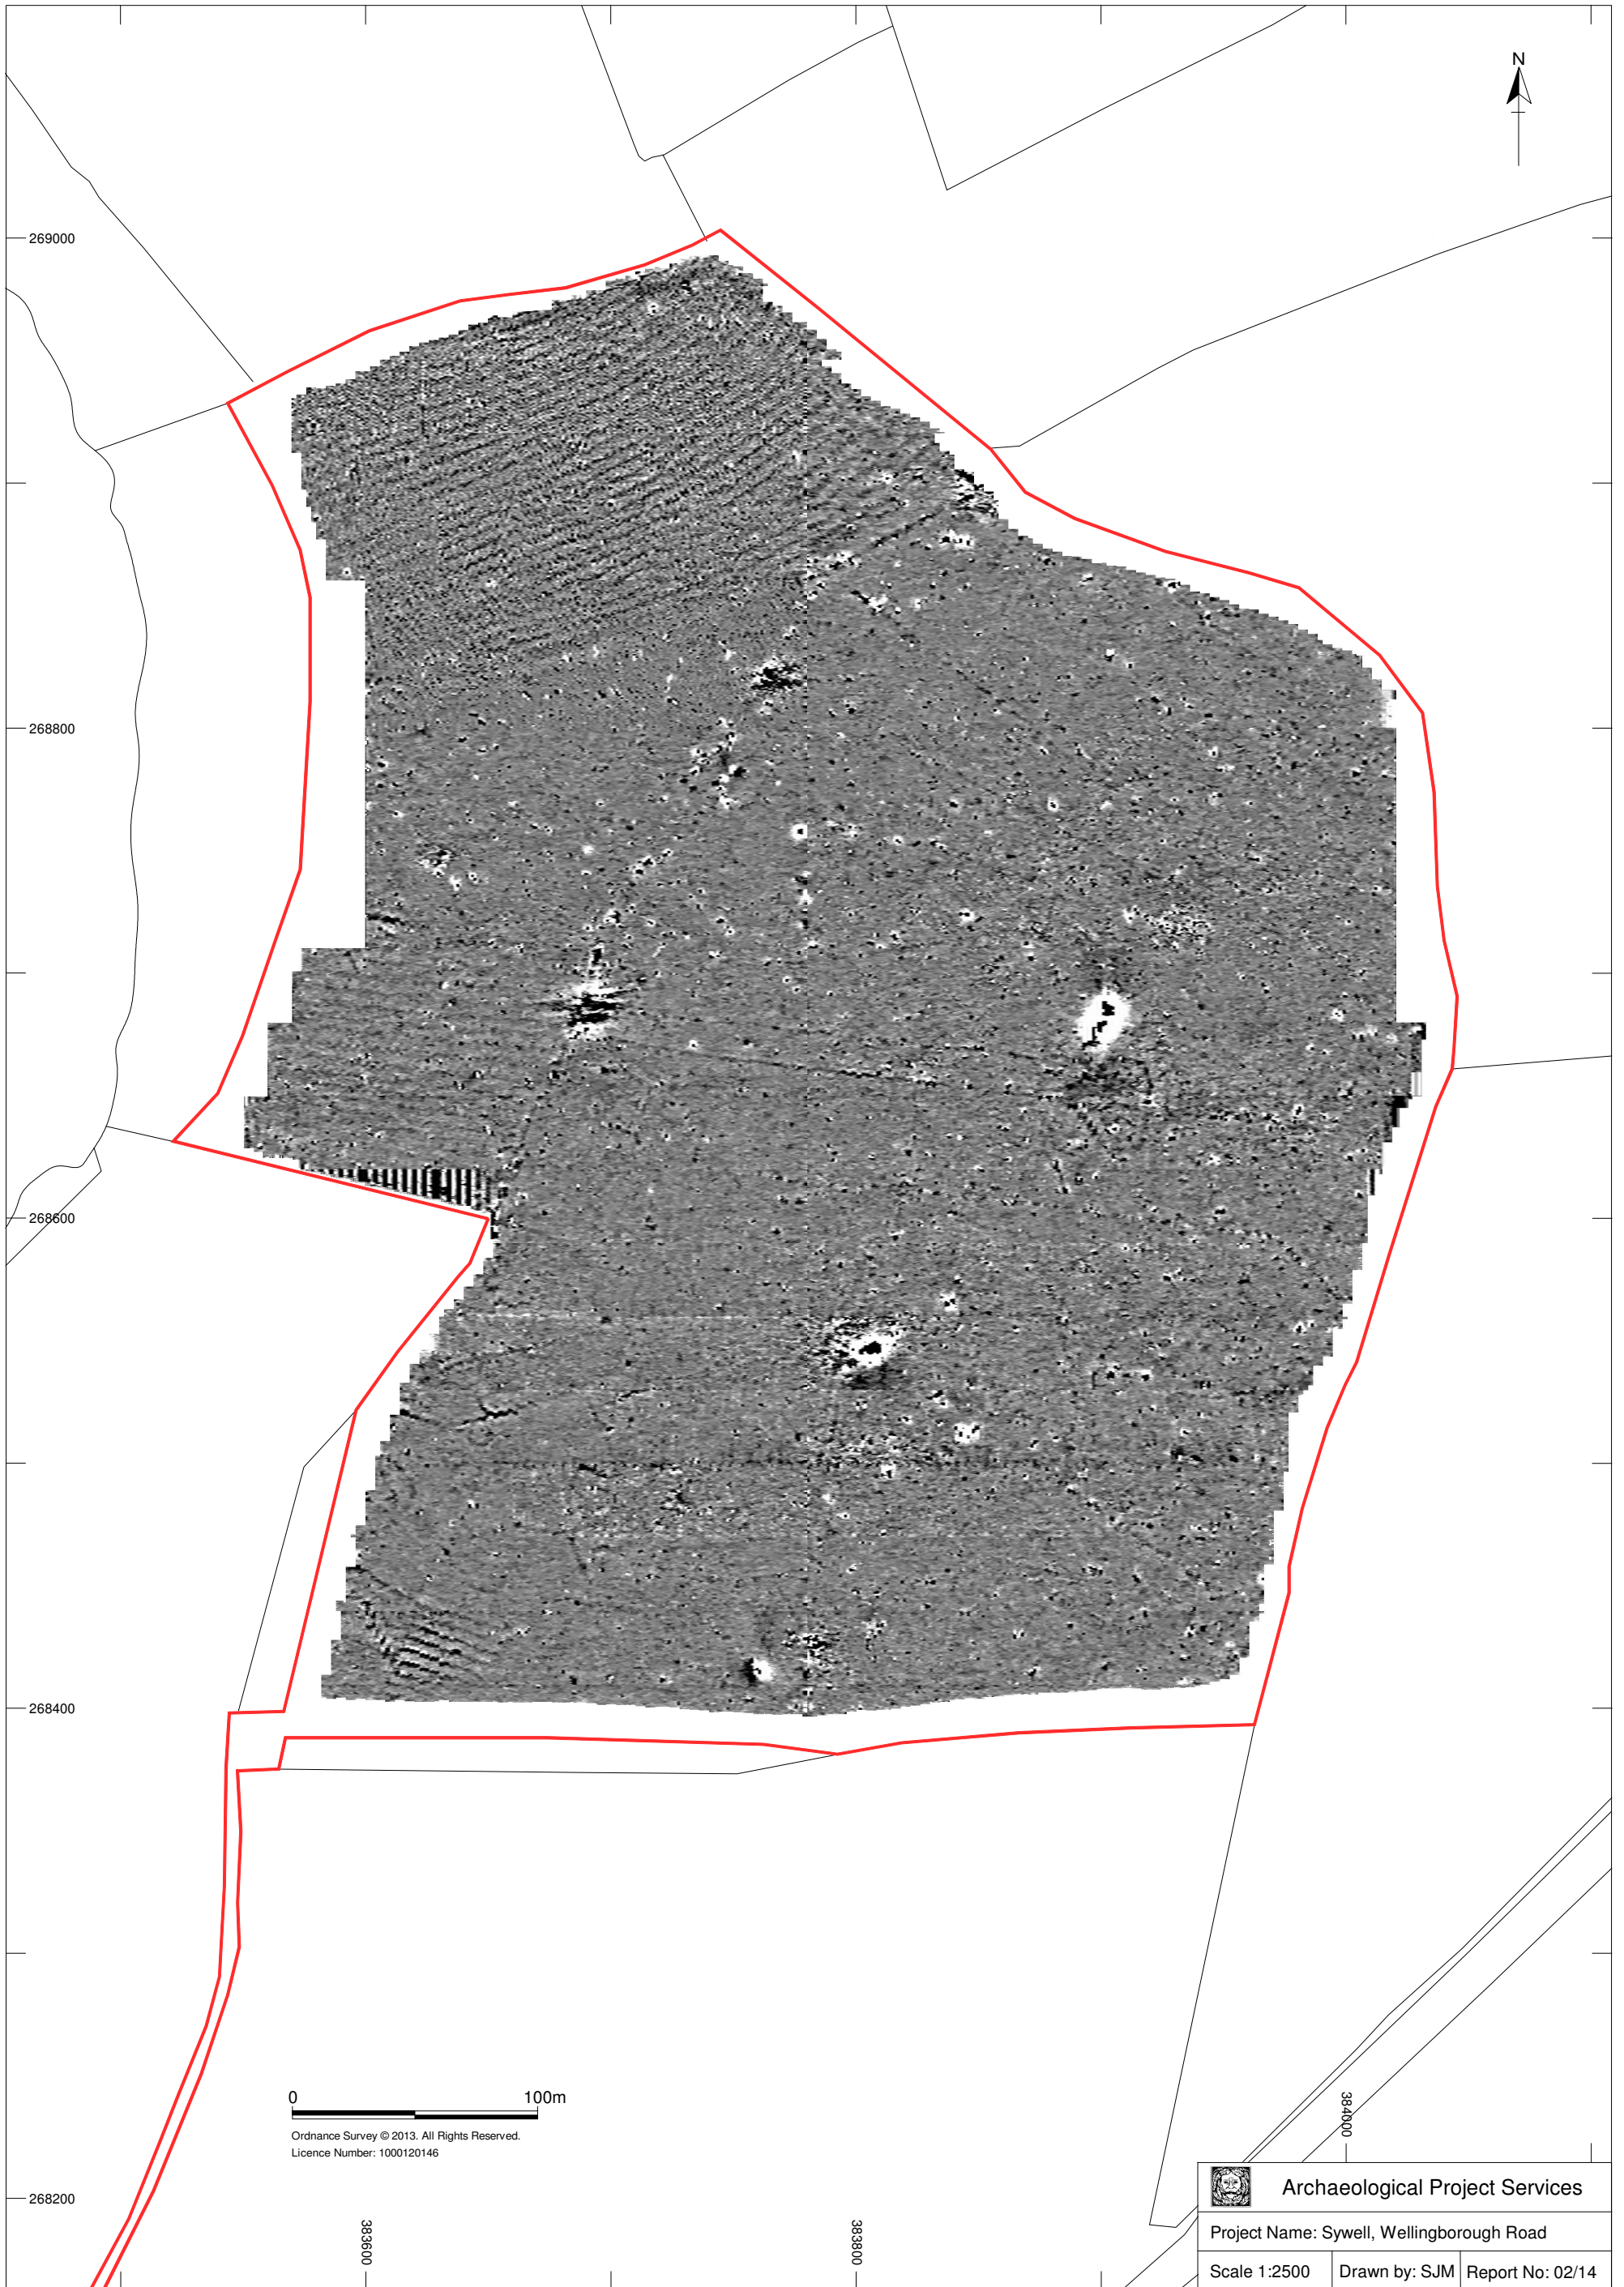 N
269000
268800
268600
268400
268200
0 100m
Ordnance Survey © 2013. All Rights Reserved.
Licence Number: 1000120146
383600
383800
384000
Archaeological Project Services
Project Name: Sywell, Wellingborough Road
Scale 1:2500 Drawn by: SJM Report No: 02/14